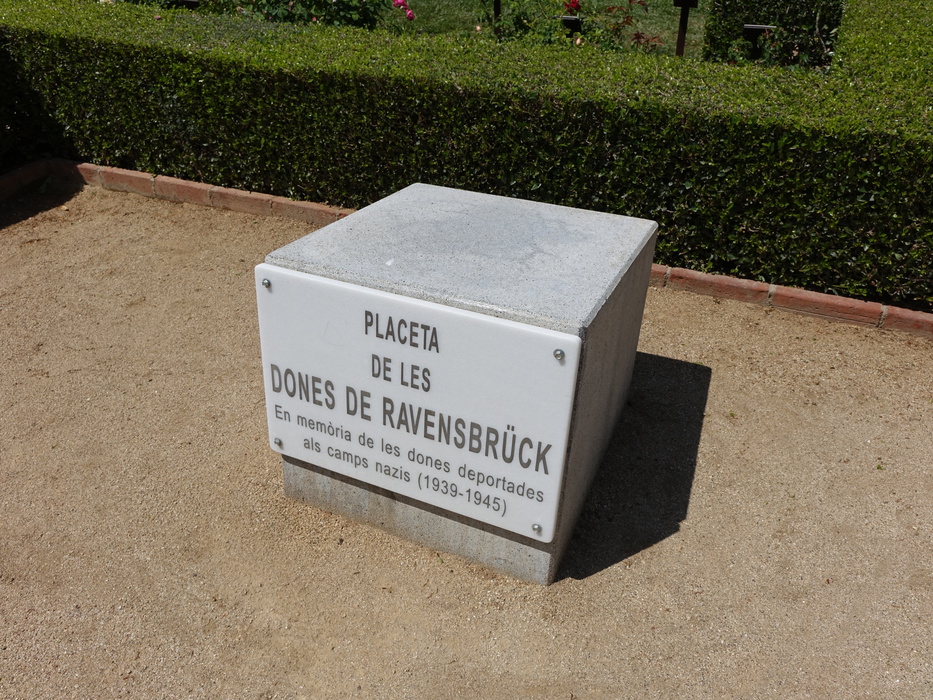 PLACETA
DE LES
DONES DE RAVENSBRÜCK
En memòria de les dones deportades
als camps nazis (1939-1945)